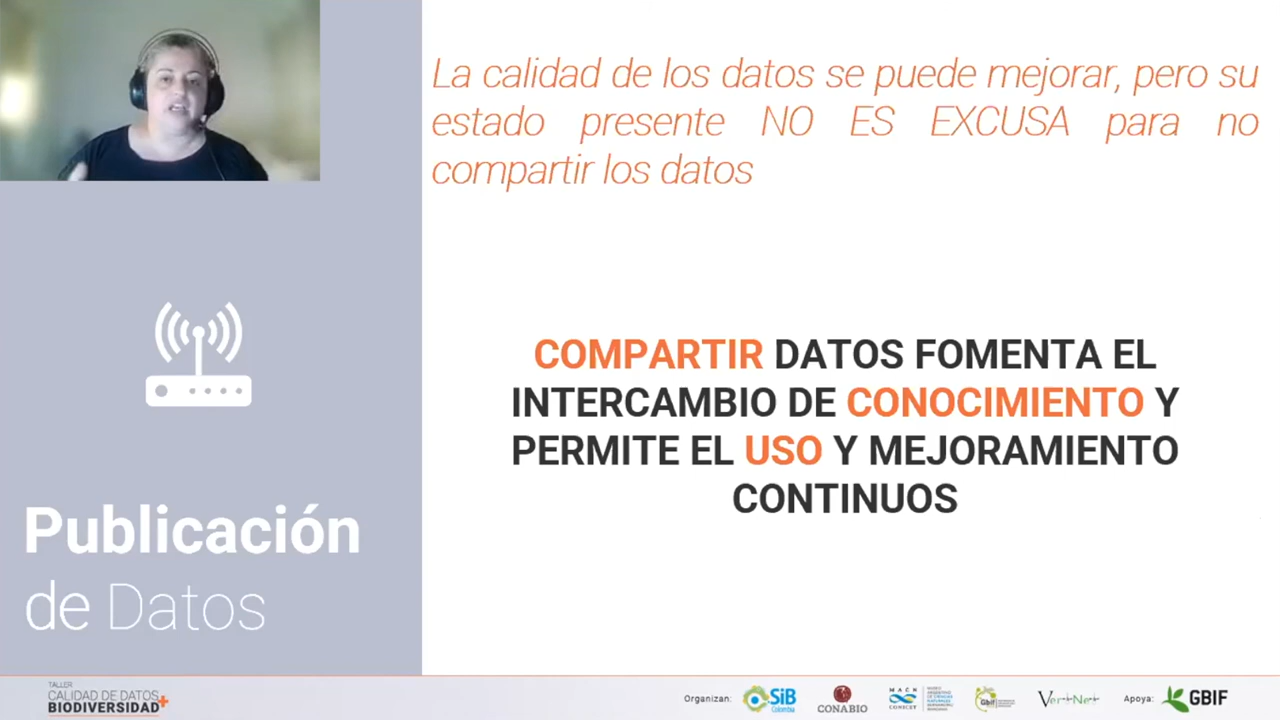 La calidad de los datos se puede mejorar, pero su
estado presente NO ES EXCUSA para no
compartir los datos
COMPARTIR DATOS FOMENTA EL
INTERCAMBIO DE CONOCIMIENTO Y
PERMITE EL USO Y MEJORAMIENTO
CONTINUOS
Publicación
de Datos
TALLER
CALIDAD DE DATOS
BIODIVERSIDAD+
Organizan:
SiB
Colombia
CONABIO
MACN
CONICET
VertNet
Apoya:
GBIF